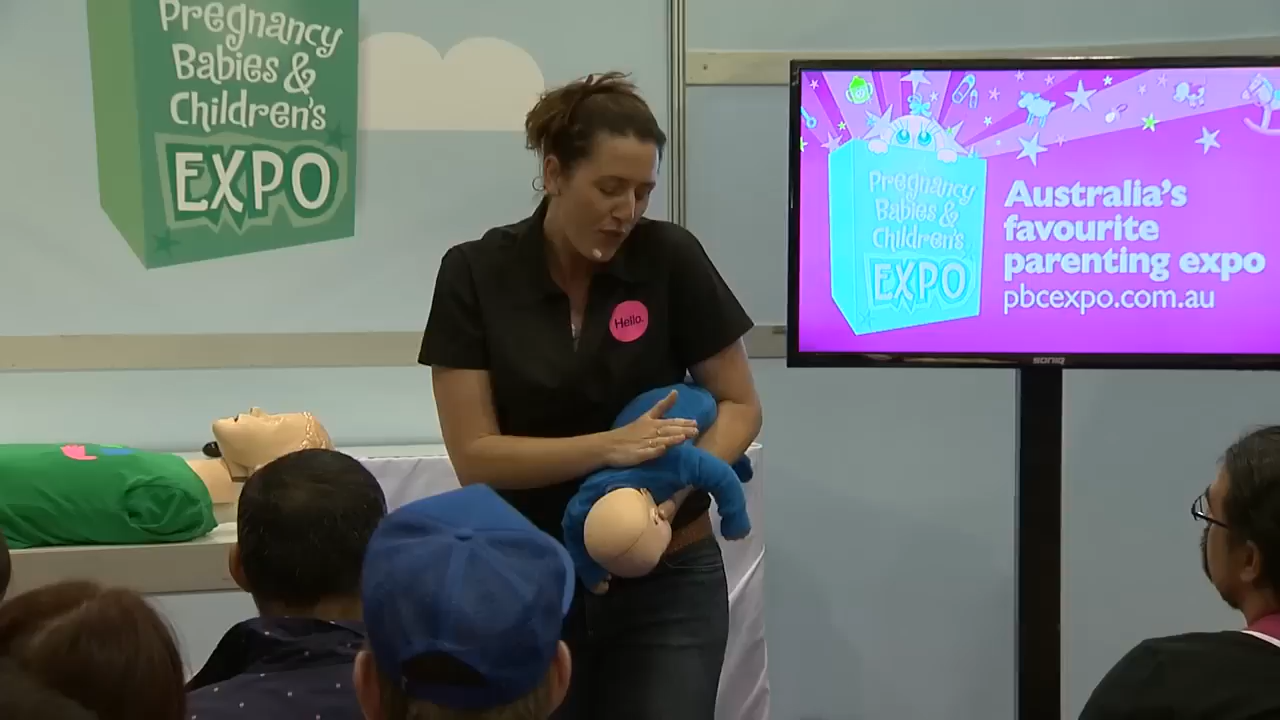 Pregnancy
Babies &
Children's
EXPO
Hello.
Pregnancy
Babies &
Children's
EXPO
Australia's
favourite
parenting expo
pbcexpo.com.au
SONIQ